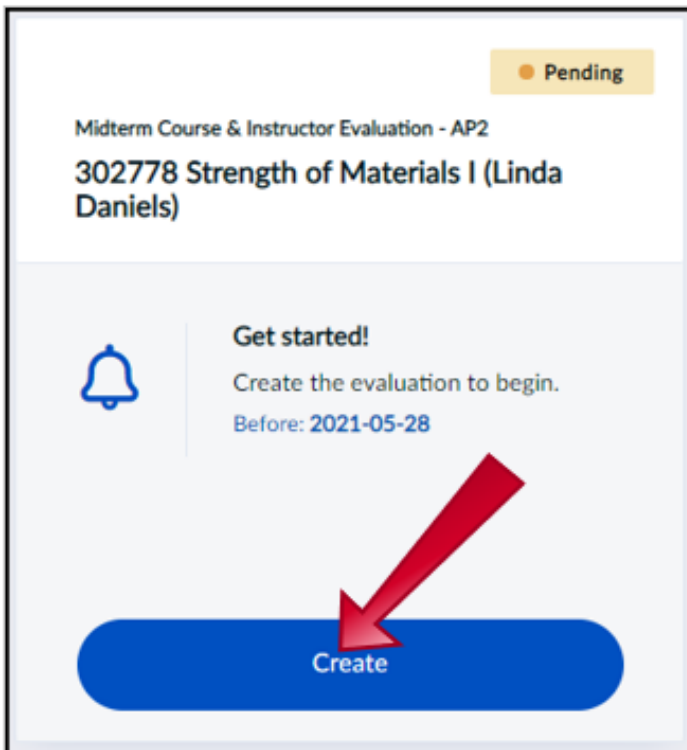 Pending
Midterm Course & Instructor Evaluation - AP2
302778 Strength of Materials I (Linda
Daniels)
Get started!
Create the evaluation to begin.
Before: 2021-05-28
Create